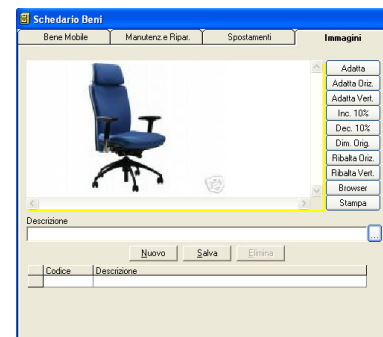 Schedario Beni
Bene Mobile
Manutenz.e Ripar.
Spostamenti
Immagini
Adatta
Adatta Oriz.
Adatta Vert.
Inc. 10%
Dec. 10%
Dim. Orig.
Ribalta Oriz.
Ribalta Vert.
Browser
Stampa
Descrizione
...
Nuovo
Salva
Elimina
Codice
Descrizione